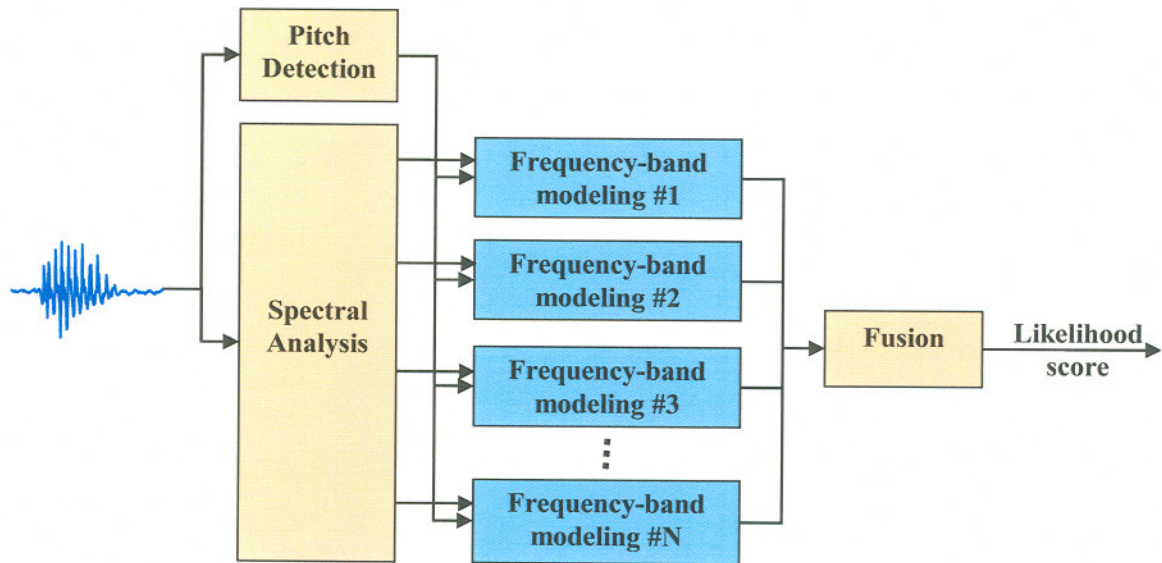 Pitch
Detection
Spectral
Analysis
Frequency-band
modeling #1
Frequency-band
modeling #2
Frequency-band
modeling #3
Frequency-band
modeling #N
Fusion
Likelihood
score